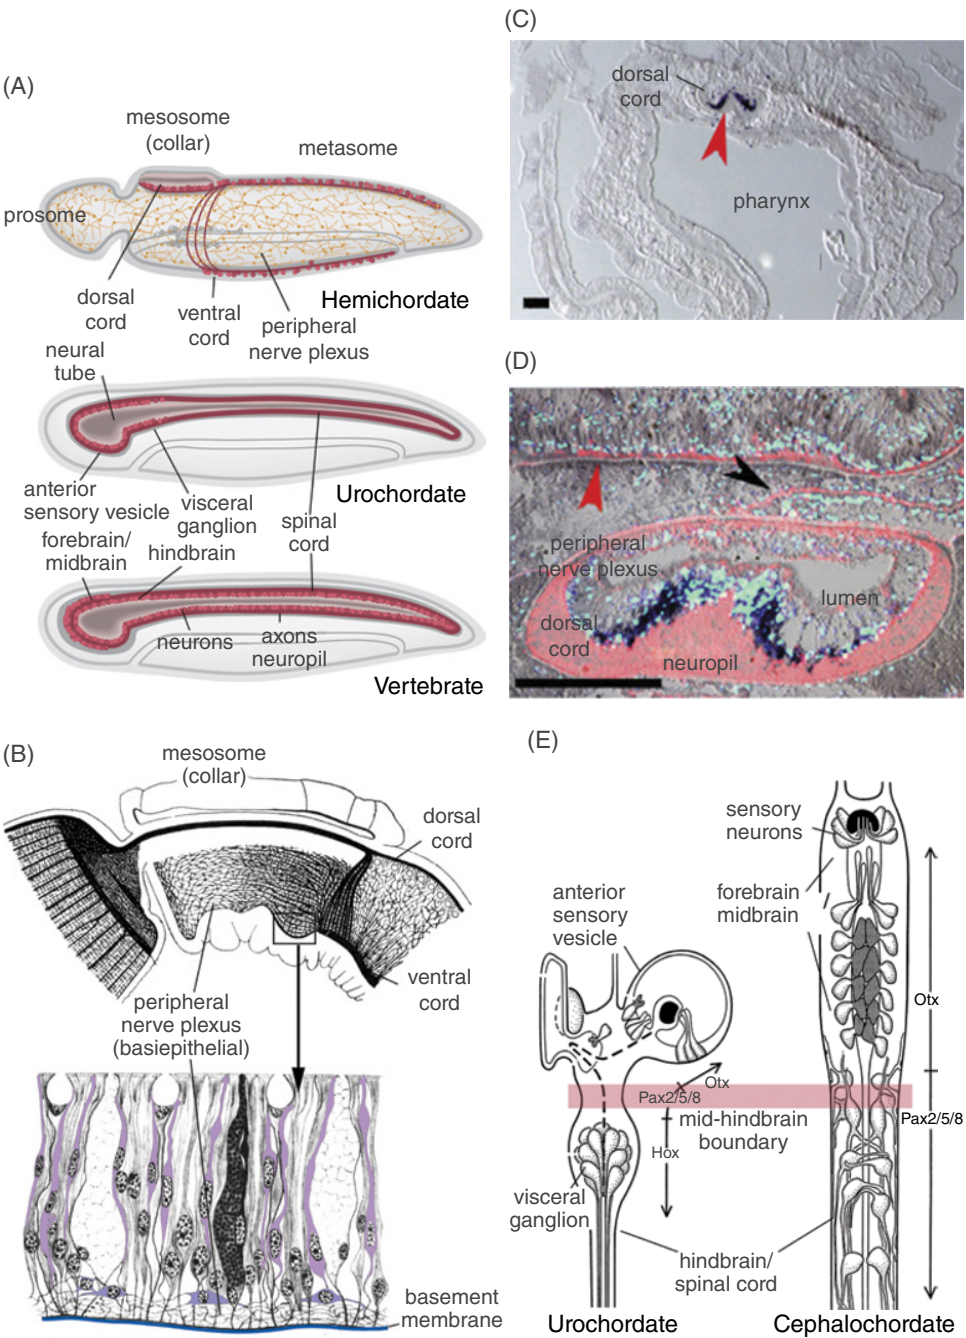 (A)
mesosome
(collar)
metasome
prosome
dorsal
cord
ventral
cord
peripheral
nerve plexus
Hemichordate
neural
tube
anterior
sensory vesicle
visceral
ganglion
spinal
cord
Urochordate
forebrain/
midbrain
hindbrain
neurons
axons
neuropil
Vertebrate
(B)
mesosome
(collar)
dorsal
cord
ventral
cord
peripheral
nerve plexus
(basiepithelial)
basement
membrane
(C)
dorsal
cord
pharynx
(D)
peripheral
nerve plexus
lumen
dorsal
cord
neuropil
(E)
sensory
neurons
anterior
sensory
vesicle
forebrain
midbrain
Otx
Otx
Pax2/5/8
Pax2/5/8
mid-hindbrain
boundary
Hox
visceral
ganglion
hindbrain/
spinal cord
Urochordate
Cephalochordate